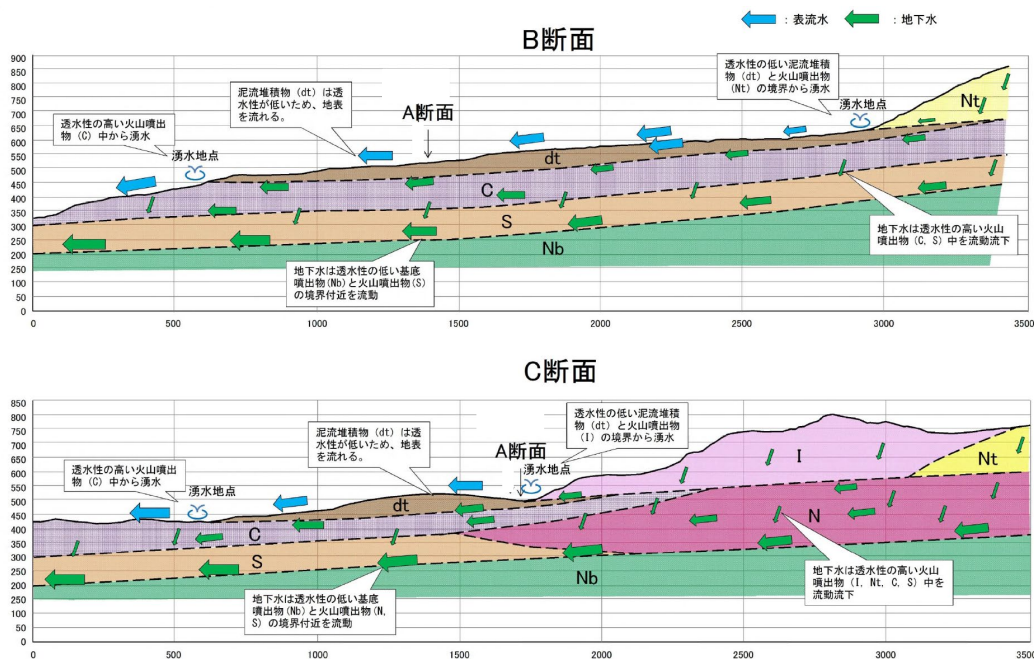 ：表流水
：地下水
B断面
900
850
800
750
700
650
600
550
500
450
400
350
300
250
200
150
100
50
0
透水性の高い火山噴出
物（C）中から湧水
湧水地点
泥流堆積物（dt）は透
水性が低いため、地表
を流れる。
A断面
透水性の低い泥流堆積
物（dt）と火山噴出物
(Nt)の境界から湧水
湧水地点
Nt
dt
C
S
Nb
地下水は透水性の低い基底
噴出物(Nb)と火山噴出物(S)
の境界付近を流動
地下水は透水性の高い火山
噴出物（C, S）中を流動流下
0
500
1000
1500
2000
2500
3000
3500
C断面
850
800
750
700
650
600
550
500
450
400
350
300
250
200
150
100
50
0
透水性の高い火山噴出
物（C）中から湧水
湧水地点
泥流堆積物（dt）は透
水性が低いため、地表
を流れる。
A断面
透水性の低い泥流堆積
物（dt）と火山噴出物
（I）の境界から湧水
湧水地点
I
Nt
dt
C
N
S
Nb
地下水は透水性の低い基底
噴出物(Nb)と火山噴出物(N,
S）の境界付近を流動
地下水は透水性の高い火山
噴出物（I, Nt, C, S）中を
流動流下
0
500
1000
1500
2000
2500
3000
3500